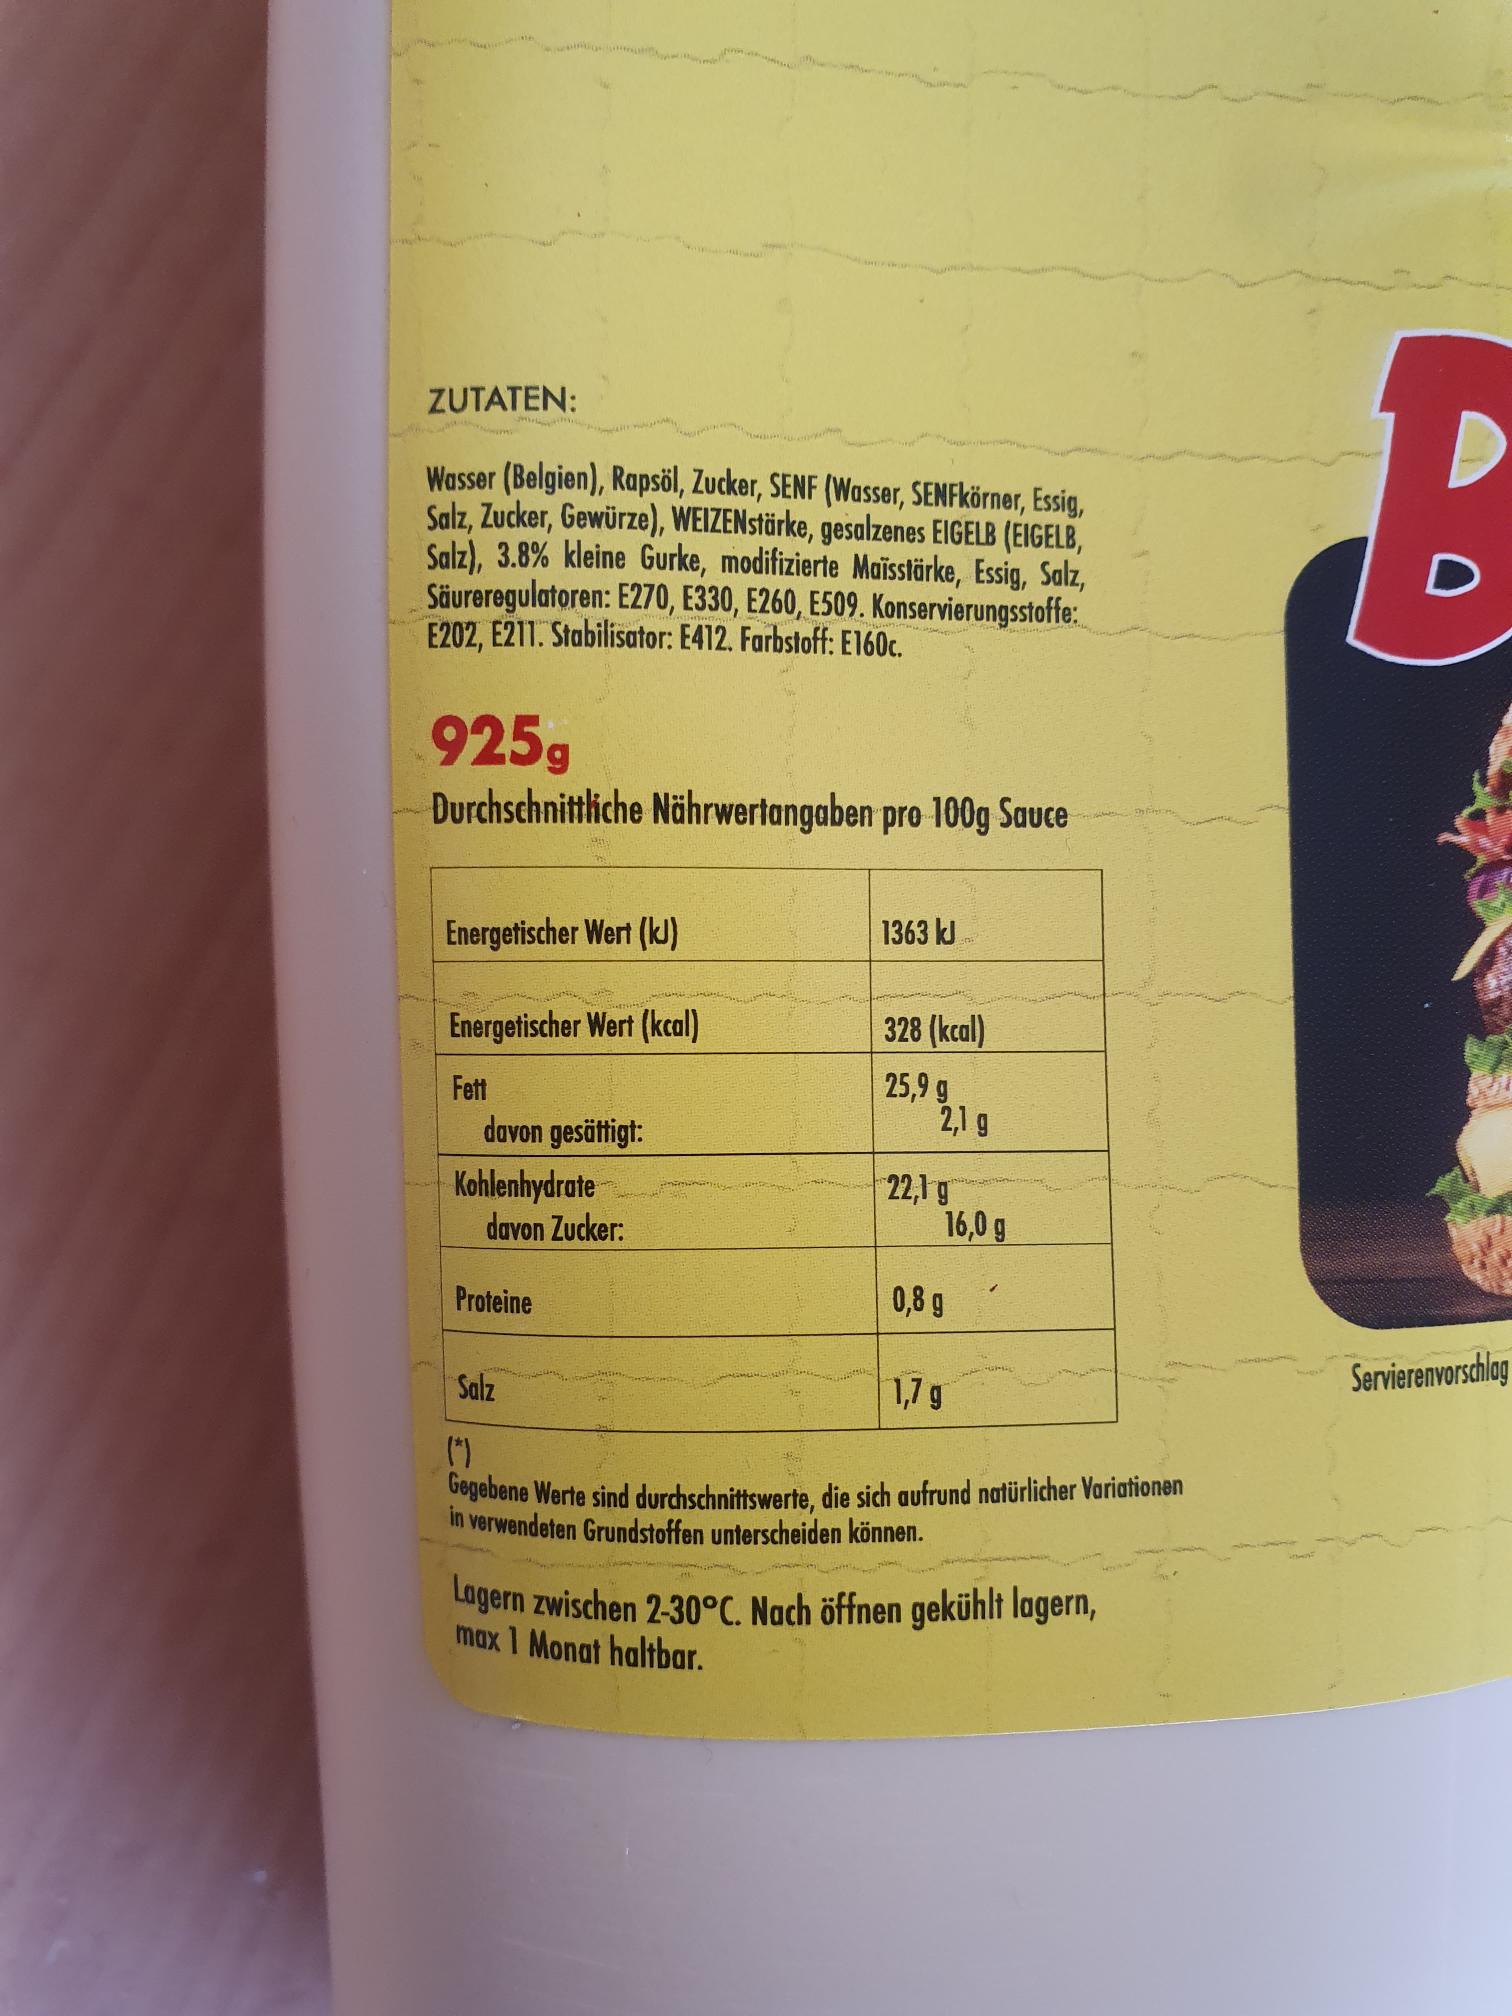 ZUTATEN:
Wasser (Belgien), Rapsöl, Zucker, SENF (Wasser, SENFkörner, Essig,
Salz, Zucker, Gewürze), WEIZENstärke, gesalzenes EIGELB (EIGELB,
Salz), 3.8% kleine Gurke, modifizierte Maïsstärke, Essig, Salz,
Säureregulatoren: E270, E330, E260, E509. Konservierungsstoffe:
E202, E211. Stabilisator: E412. Farbstoff: E160c.
925g
Durchschnittliche Nährwertangaben pro 100g Sauce
Energetischer Wert (kJ) 1363 kJ
Energetischer Wert (kcal) 328 (kcal)
Fett 25,9 g
davon gesättigt: 2,1 g
Kohlenhydrate 22,1 g
davon Zucker: 16,0 g
Proteine 0,8 g
Salz 1,7 g
(*)
Gegebene Werte sind durchschnittswerte, die sich aufrund natürlicher Variationen
in verwendeten Grundstoffen unterscheiden können.
Lagern zwischen 2-30°C. Nach öffnen gekühlt lagern,
max 1 Monat haltbar.
B
Servierenvorschlag